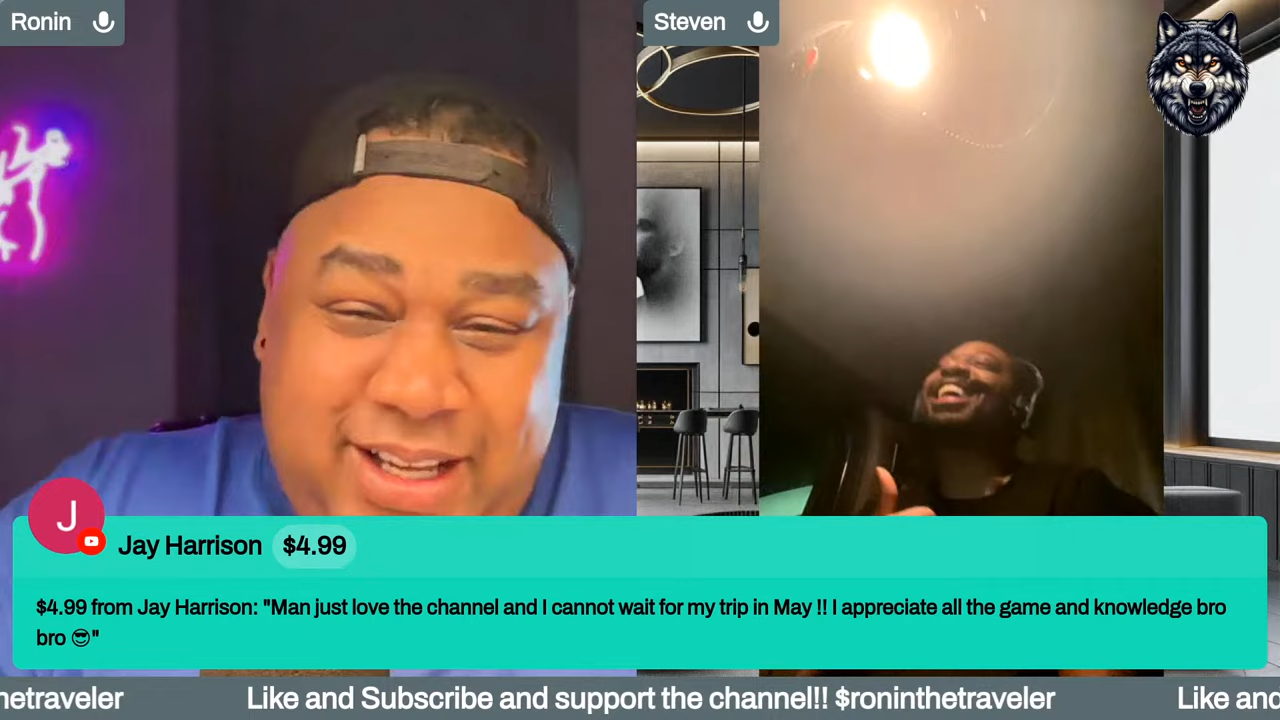 Ronin
Steven
J
Jay Harrison $4.99
$4.99 from Jay Harrison: "Man just love the channel and I cannot wait for my trip in May !! I appreciate all the game and knowledge bro
bro 😎"
hetraveler Like and Subscribe and support the channel!! $roninthetraveler Like and